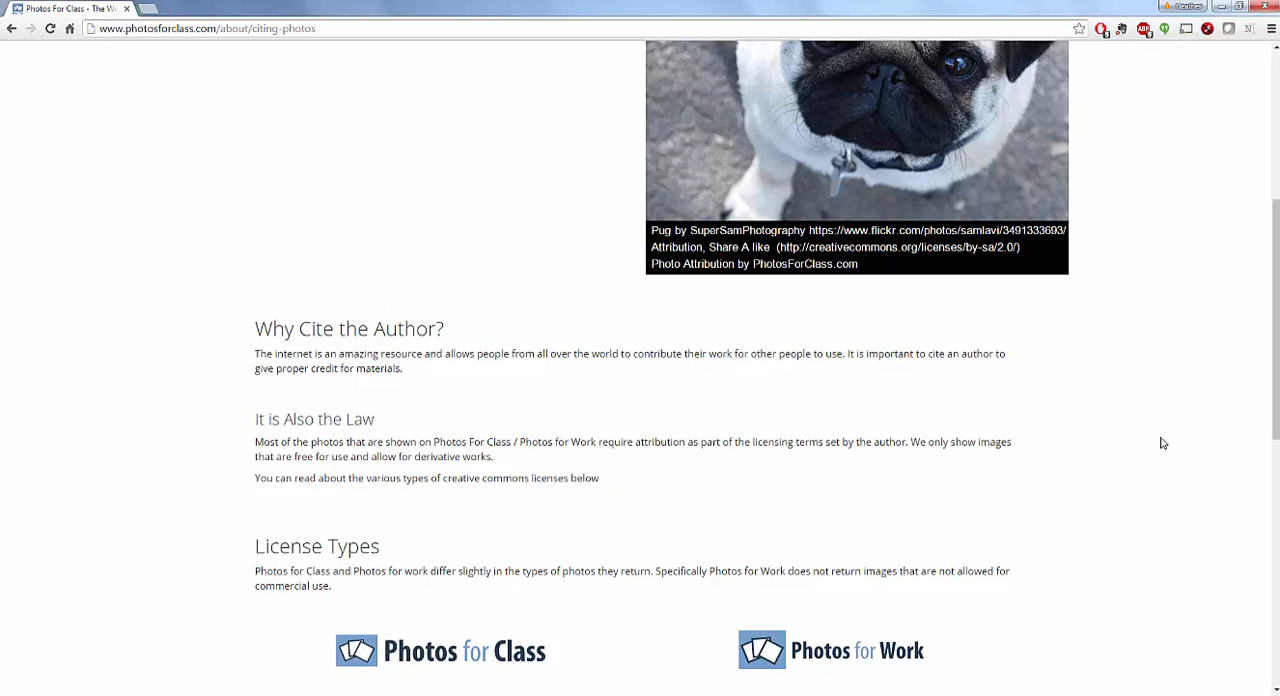 Photos For Class - The W
www.photosforclass.com/about/citing-photos
Pug by SuperSamPhotography https://www.flickr.com/photos/samlavi/3491333693/
Attribution, Share A like (http://creativecommons.org/licenses/by-sa/2.0/)
Photo Attribution by PhotosForClass.com
Why Cite the Author?
The internet is an amazing resource and allows people from all over the world to contribute their work for other people to use. It is important to cite an author to
give proper credit for materials.
It is Also the Law
Most of the photos that are shown on Photos For Class / Photos for Work require attribution as part of the licensing terms set by the author. We only show images
that are free for use and allow for derivative works.
You can read about the various types of creative commons licenses below
License Types
Photos for Class and Photos for work differ slightly in the types of photos they return. Specifically Photos for Work does not return images that are not allowed for
commercial use.
Photos for Class
Photos for Work